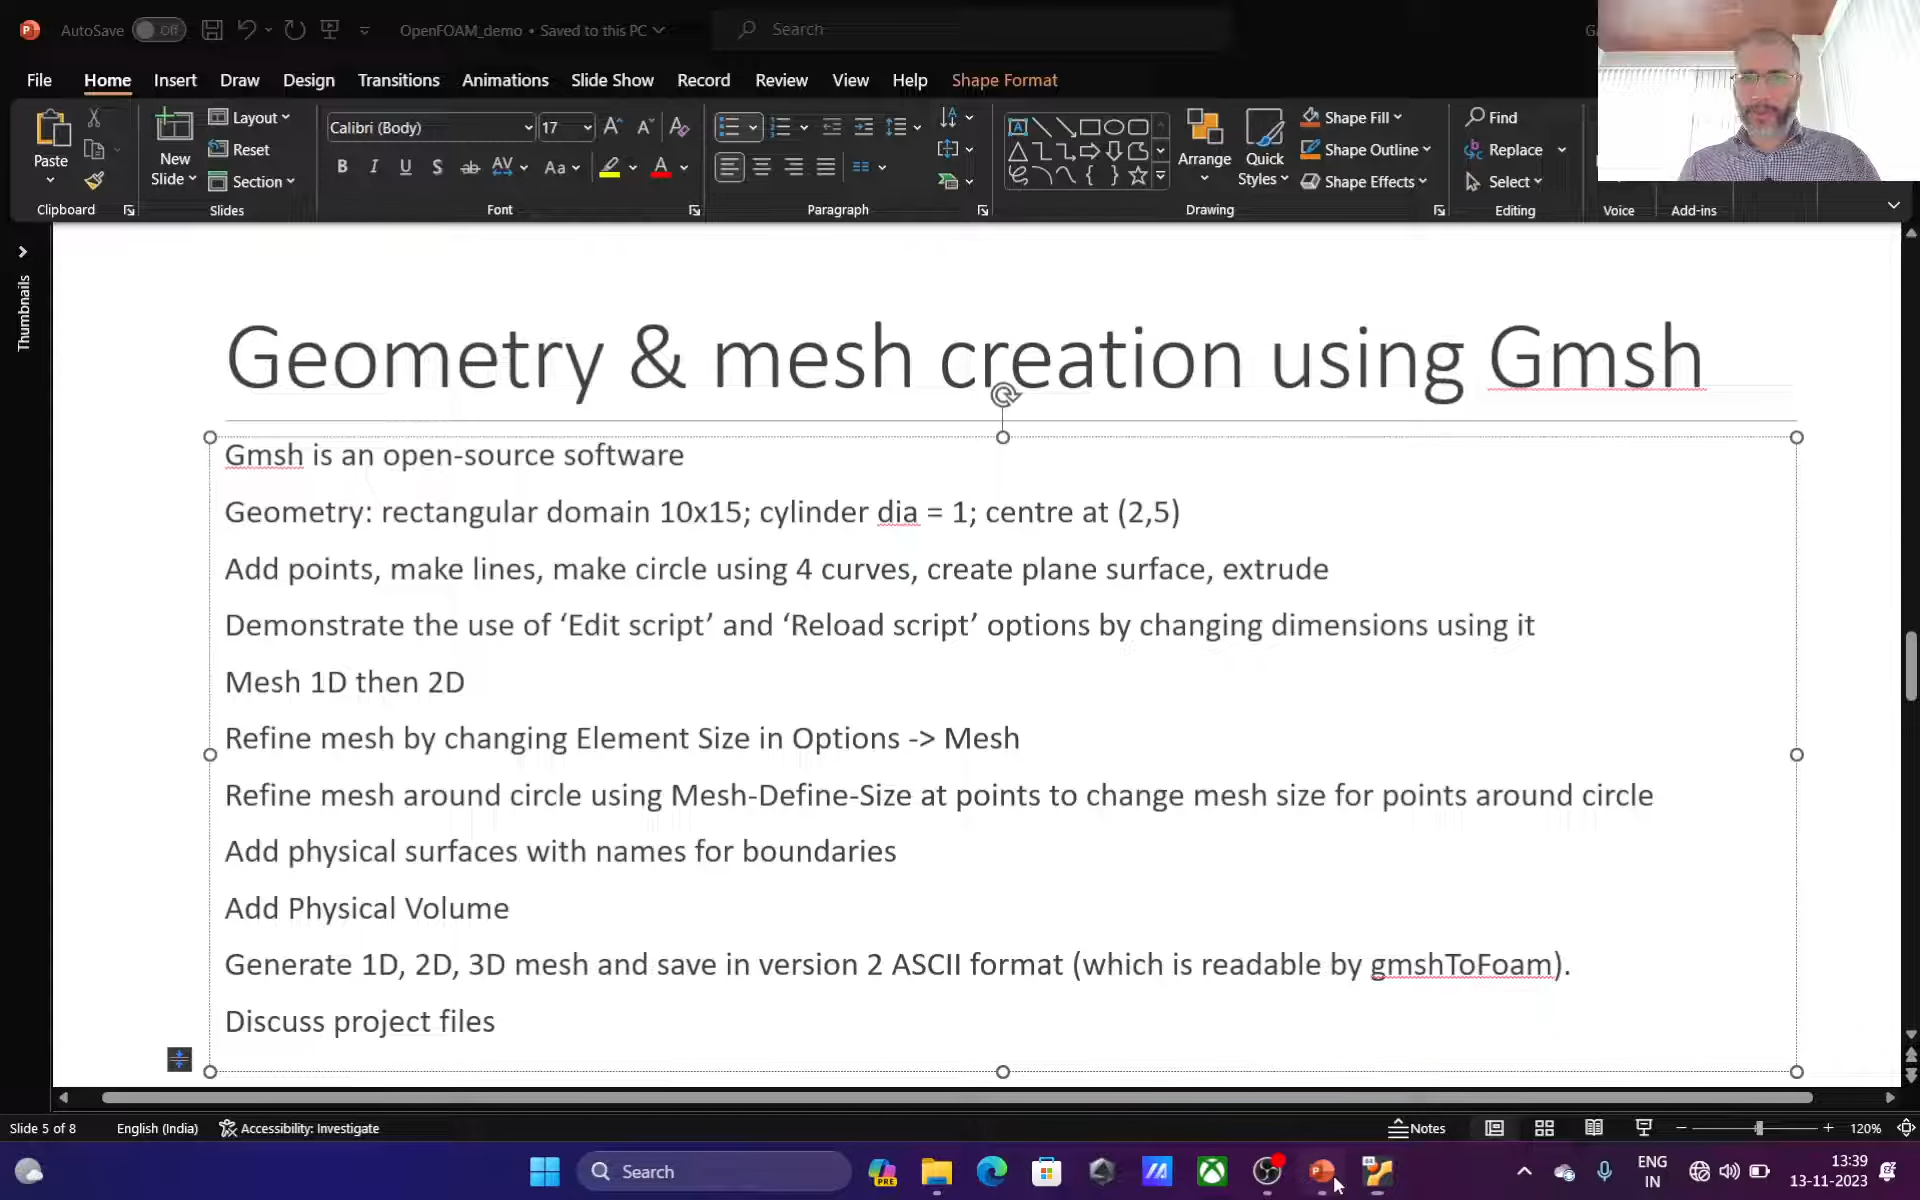 AutoSave Off OpenFOAM_demo • Saved to this PC Search
File Home Insert Draw Design Transitions Animations Slide Show Record Review View Help Shape Format
Paste
Clipboard
New Slide
Layout
Reset
Section
Slides
Calibri (Body) 17
Font
Paragraph
Arrange
Quick Styles
Shape Fill
Shape Outline
Shape Effects
Drawing
Find
Replace
Select
Editing
Voice
Add-ins
Thumbnails
Geometry & mesh creation using Gmsh
Gmsh is an open-source software
Geometry: rectangular domain 10x15; cylinder dia = 1; centre at (2,5)
Add points, make lines, make circle using 4 curves, create plane surface, extrude
Demonstrate the use of ‘Edit script’ and ‘Reload script’ options by changing dimensions using it
Mesh 1D then 2D
Refine mesh by changing Element Size in Options -> Mesh
Refine mesh around circle using Mesh-Define-Size at points to change mesh size for points around circle
Add physical surfaces with names for boundaries
Add Physical Volume
Generate 1D, 2D, 3D mesh and save in version 2 ASCII format (which is readable by gmshToFoam).
Discuss project files
Slide 5 of 8 English (India) Accessibility: Investigate Notes 120%
Search
ENG
IN
13:39
13-11-2023